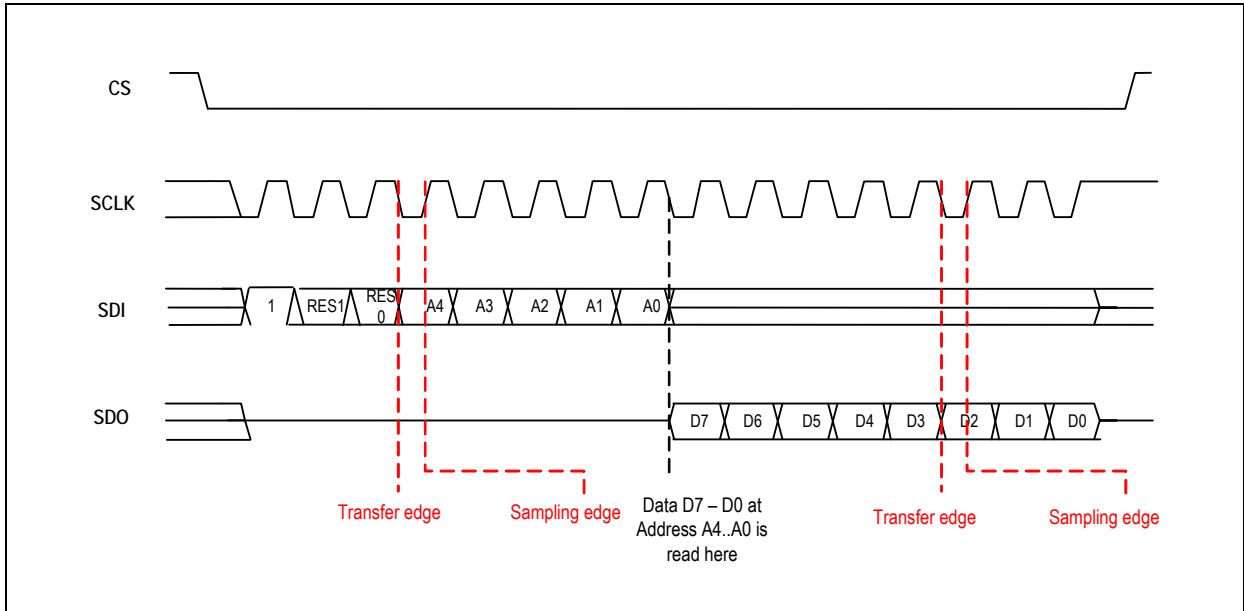 CS
SCLK
SDI
1 RES1 RES 0 A4 A3 A2 A1 A0
SDO
D7 D6 D5 D4 D3 D2 D1 D0
Transfer edge
Sampling edge
Data D7 – D0 at
Address A4..A0 is
read here
Transfer edge
Sampling edge